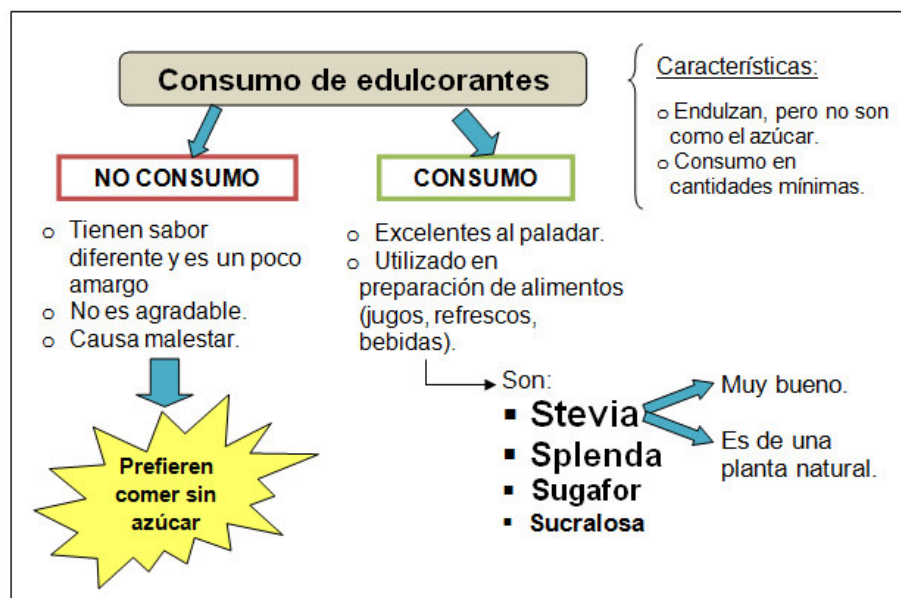 Consumo de edulcorantes
Características:
o Endulzan, pero no son
como el azúcar.
o Consumo en
cantidades mínimas.
NO CONSUMO
o Tienen sabor
diferente y es un poco
amargo
o No es agradable.
o Causa malestar.
Prefieren
comer sin
azúcar
CONSUMO
o Excelentes al paladar.
o Utilizado en
preparación de alimentos
(jugos, refrescos,
bebidas).
Son:
▪ Stevia
▪ Splenda
▪ Sugafor
▪ Sucralosa
Muy bueno.
Es de una
planta natural.